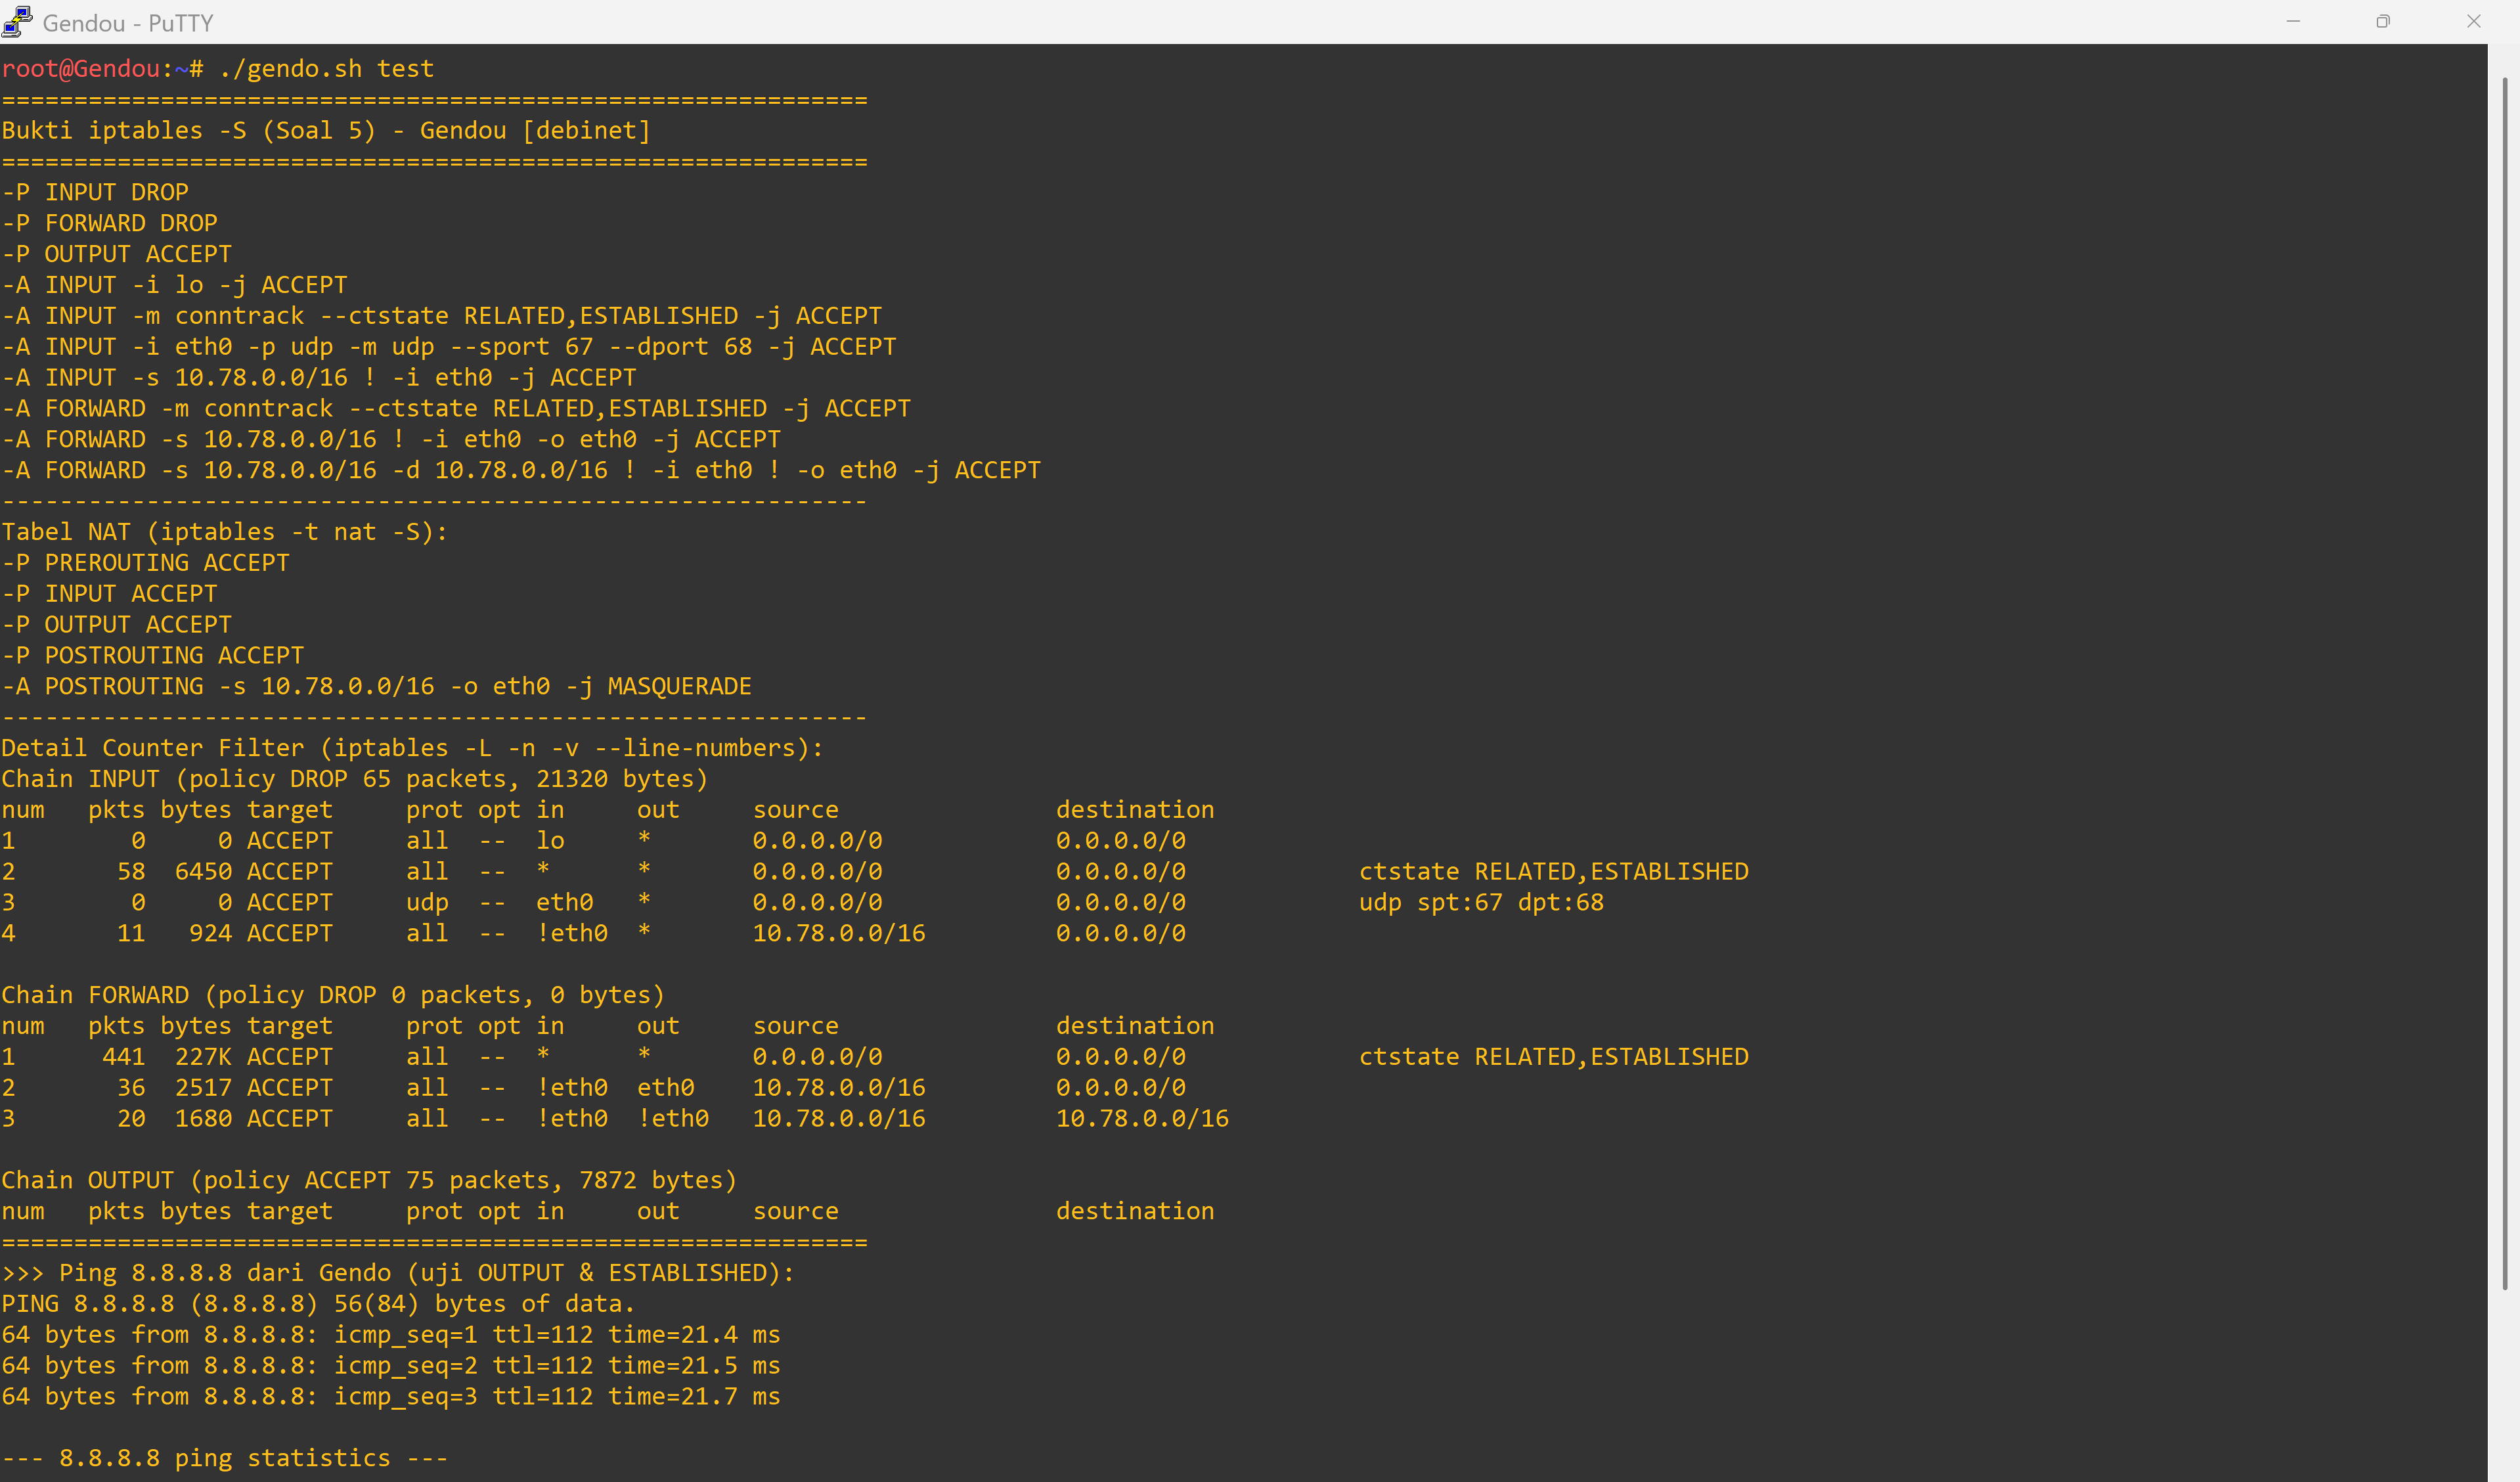 Gendou - PuTTY
root@Gendou:~# ./gendo.sh test
============================================================
Bukti iptables -S (Soal 5) - Gendou [debinet]
============================================================
-P INPUT DROP
-P FORWARD DROP
-P OUTPUT ACCEPT
-A INPUT -i lo -j ACCEPT
-A INPUT -m conntrack --ctstate RELATED,ESTABLISHED -j ACCEPT
-A INPUT -i eth0 -p udp -m udp --sport 67 --dport 68 -j ACCEPT
-A INPUT -s 10.78.0.0/16 ! -i eth0 -j ACCEPT
-A FORWARD -m conntrack --ctstate RELATED,ESTABLISHED -j ACCEPT
-A FORWARD -s 10.78.0.0/16 ! -i eth0 -o eth0 -j ACCEPT
-A FORWARD -s 10.78.0.0/16 -d 10.78.0.0/16 ! -i eth0 ! -o eth0 -j ACCEPT
------------------------------------------------------------
Tabel NAT (iptables -t nat -S):
-P PREROUTING ACCEPT
-P INPUT ACCEPT
-P OUTPUT ACCEPT
-P POSTROUTING ACCEPT
-A POSTROUTING -s 10.78.0.0/16 -o eth0 -j MASQUERADE
------------------------------------------------------------
Detail Counter Filter (iptables -L -n -v --line-numbers):
Chain INPUT (policy DROP 65 packets, 21320 bytes)
num   pkts bytes target     prot opt in     out     source               destination
1        0     0 ACCEPT     all  --  lo     *       0.0.0.0/0            0.0.0.0/0
2       58  6450 ACCEPT     all  --  *      *       0.0.0.0/0            0.0.0.0/0            ctstate RELATED,ESTABLISHED
3        0     0 ACCEPT     udp  --  eth0   *       0.0.0.0/0            0.0.0.0/0            udp spt:67 dpt:68
4       11   924 ACCEPT     all  --  !eth0  *       10.78.0.0/16         0.0.0.0/0

Chain FORWARD (policy DROP 0 packets, 0 bytes)
num   pkts bytes target     prot opt in     out     source               destination
1      441  227K ACCEPT     all  --  *      *       0.0.0.0/0            0.0.0.0/0            ctstate RELATED,ESTABLISHED
2       36  2517 ACCEPT     all  --  !eth0  eth0    10.78.0.0/16         0.0.0.0/0
3       20  1680 ACCEPT     all  --  !eth0  !eth0   10.78.0.0/16         10.78.0.0/16

Chain OUTPUT (policy ACCEPT 75 packets, 7872 bytes)
num   pkts bytes target     prot opt in     out     source               destination
============================================================
>>> Ping 8.8.8.8 dari Gendo (uji OUTPUT & ESTABLISHED):
PING 8.8.8.8 (8.8.8.8) 56(84) bytes of data.
64 bytes from 8.8.8.8: icmp_seq=1 ttl=112 time=21.4 ms
64 bytes from 8.8.8.8: icmp_seq=2 ttl=112 time=21.5 ms
64 bytes from 8.8.8.8: icmp_seq=3 ttl=112 time=21.7 ms

--- 8.8.8.8 ping statistics ---